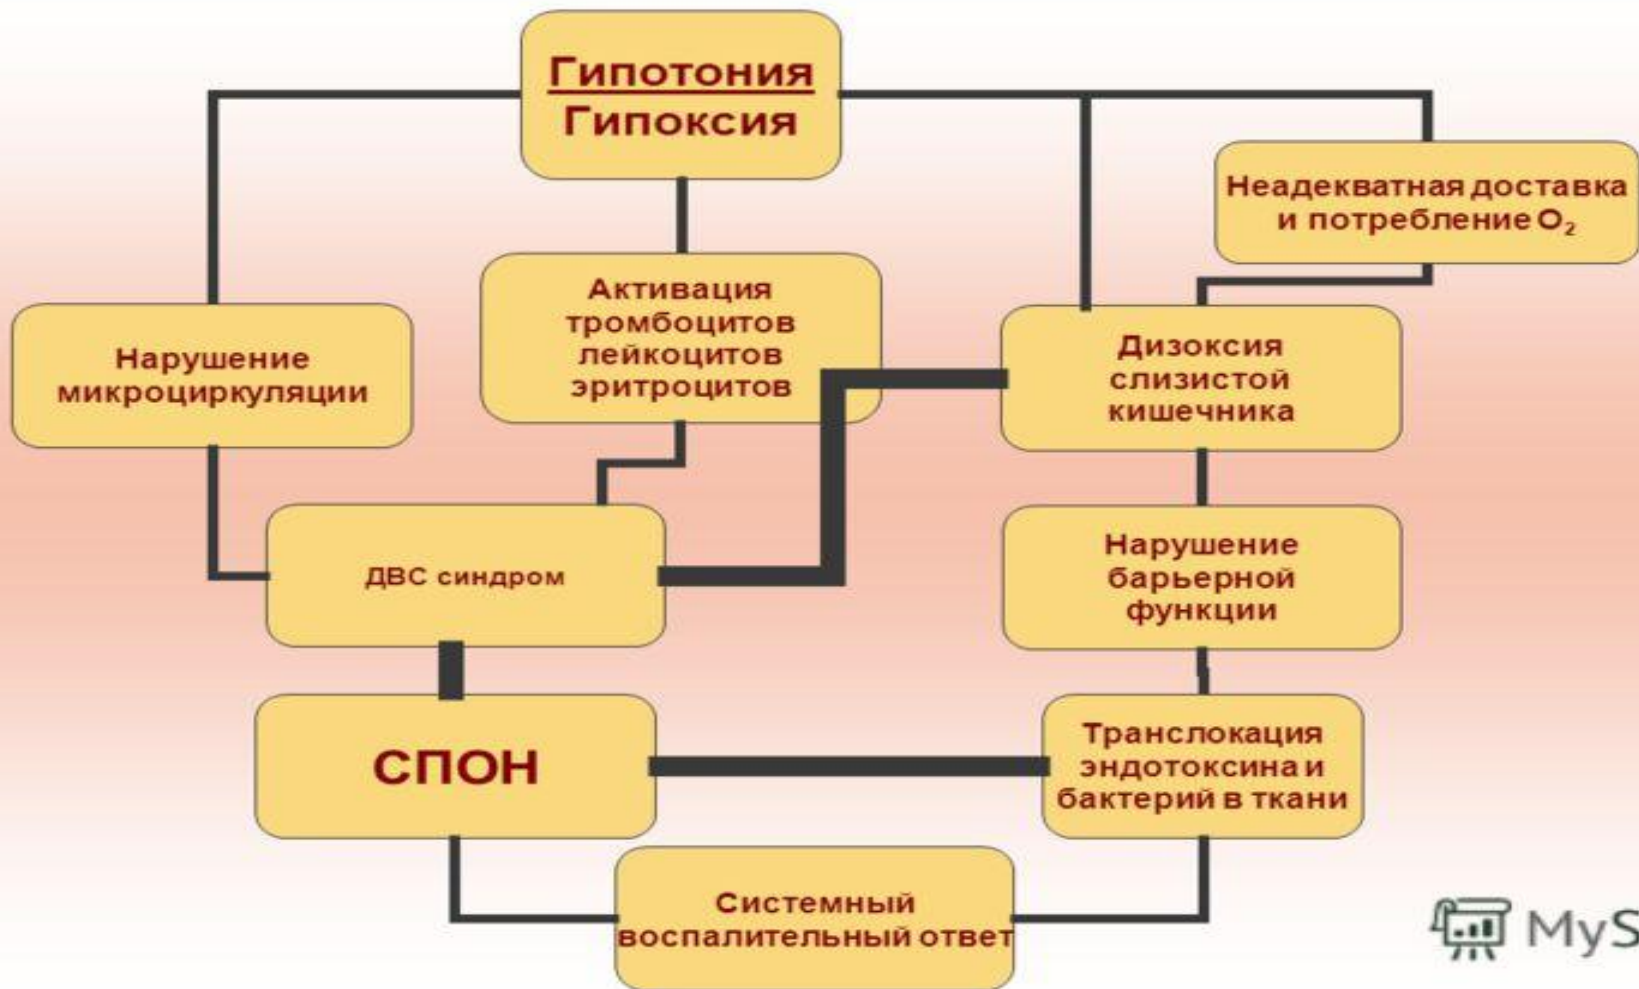 Гипотония
Гипоксия
Неадекватная доставка
и потребление O₂
Активация
тромбоцитов
лейкоцитов
эритроцитов
Нарушение
микроциркуляции
Дизоксия
слизистой
кишечника
ДВС синдром
Нарушение
барьерной
функции
СПОН
Транслокация
эндотоксина и
бактерий в ткани
Системный
воспалительный ответ
MyS